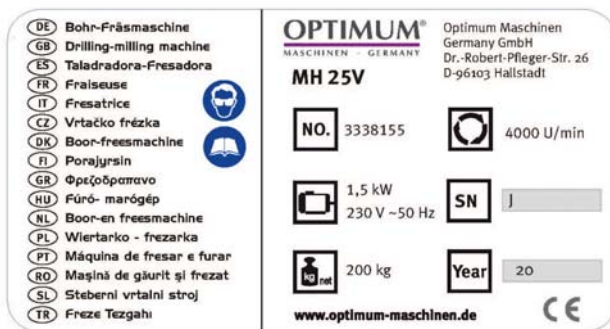 DE Bohr-Fräsmaschine
GB Drilling-milling machine
ES Taladradora-Fresadora
FR Fraiseuse
IT Fresatrice
CZ Vrtačko frézka
DK Boor-freesmachine
FI Porajyrsin
GR Φρεζοδραπανο
HU Fúró- marógép
NL Boor-en freesmachine
PL Wiertarko - frezarka
PT Máquina de fresar e furar
RO Maşină de găurit şi frezat
SL Steberni vrtalni stroj
TR Freze Tezgahı
OPTIMUM®
MASCHINEN - GERMANY
MH 25V
Optimum Maschinen
Germany GmbH
Dr.-Robert-Pfleger-Str. 26
D-96103 Hallstadt
NO. 3338155
4000 U/min
1,5 kW
230 V ~50 Hz
SN J
kg net 200 kg
Year 20
www.optimum-maschinen.de
CE